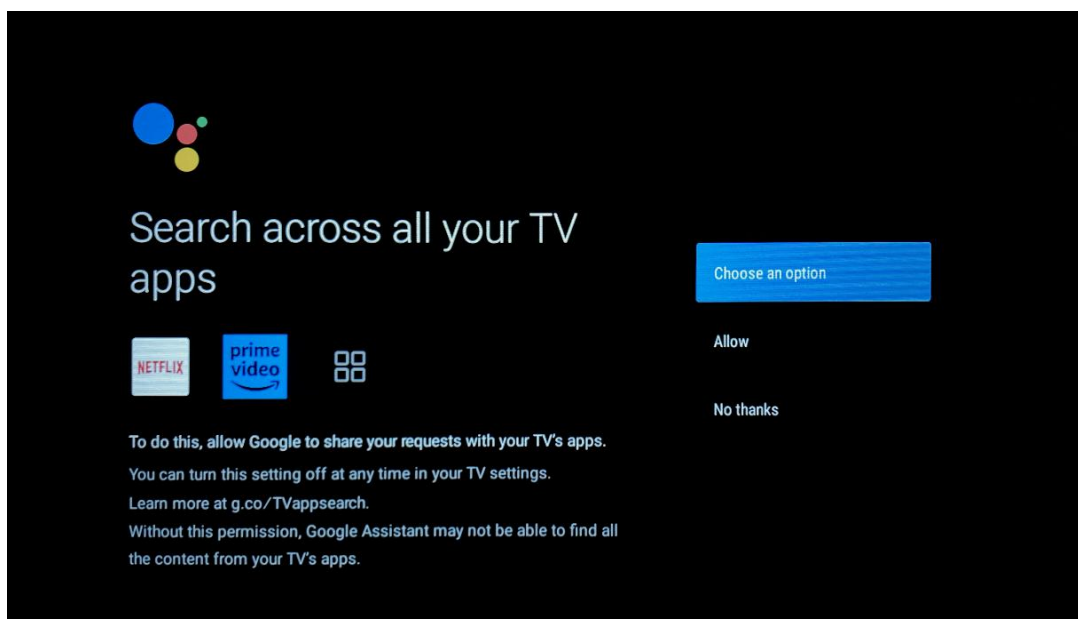 Search across all your TV
apps
NETFLIX
prime
video
To do this, allow Google to share your requests with your TV's apps.
You can turn this setting off at any time in your TV settings.
Learn more at g.co/TVappsearch.
Without this permission, Google Assistant may not be able to find all
the content from your TV's apps.
Choose an option
Allow
No thanks